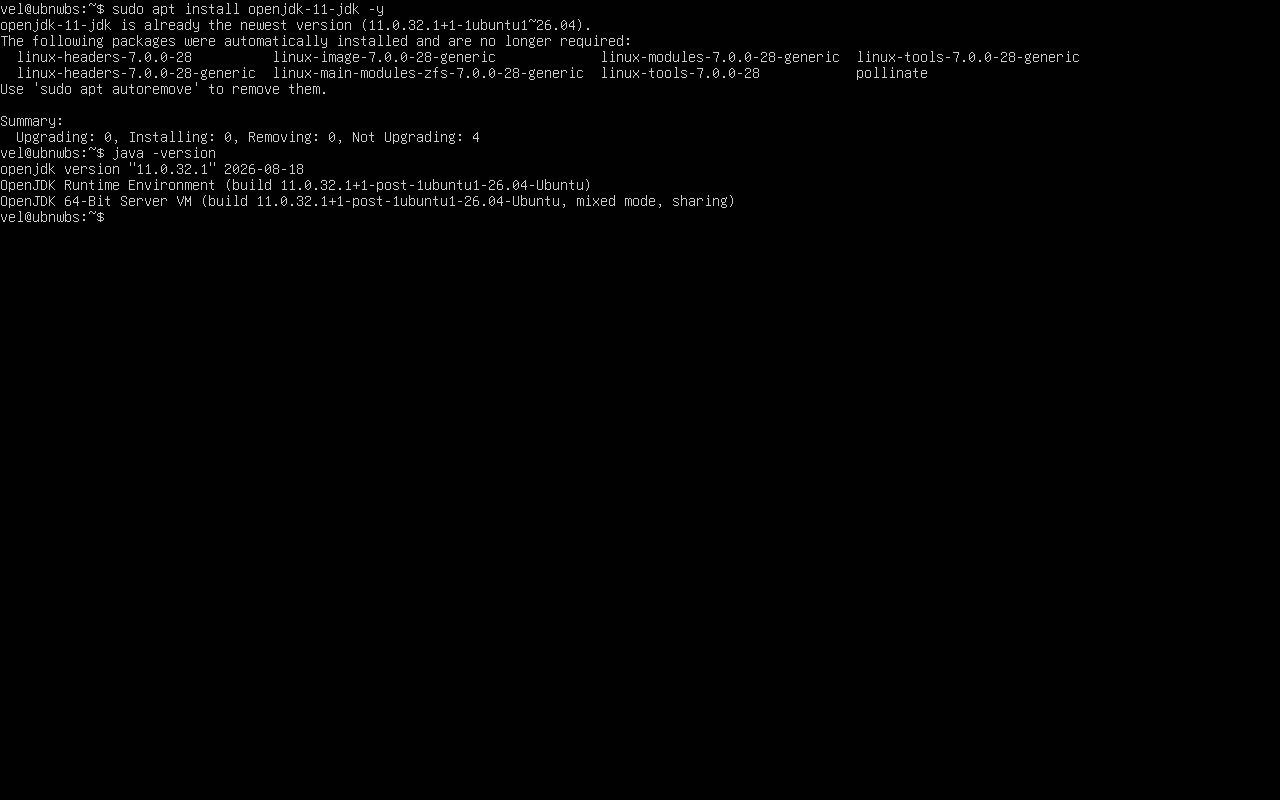 vel@ubnwbs:~$ sudo apt install openjdk-11-jdk -y
openjdk-11-jdk is already the newest version (11.0.32.1+1-1ubuntu1~26.04).
The following packages were automatically installed and are no longer required:
  linux-headers-7.0.0-28          linux-image-7.0.0-28-generic             linux-modules-7.0.0-28-generic  linux-tools-7.0.0-28-generic
  linux-headers-7.0.0-28-generic  linux-main-modules-zfs-7.0.0-28-generic  linux-tools-7.0.0-28            pollinate
Use 'sudo apt autoremove' to remove them.

Summary:
  Upgrading: 0, Installing: 0, Removing: 0, Not Upgrading: 4
vel@ubnwbs:~$ java -version
openjdk version "11.0.32.1" 2026-08-18
OpenJDK Runtime Environment (build 11.0.32.1+1-post-1ubuntu1-26.04-Ubuntu)
OpenJDK 64-Bit Server VM (build 11.0.32.1+1-post-1ubuntu1-26.04-Ubuntu, mixed mode, sharing)
vel@ubnwbs:~$